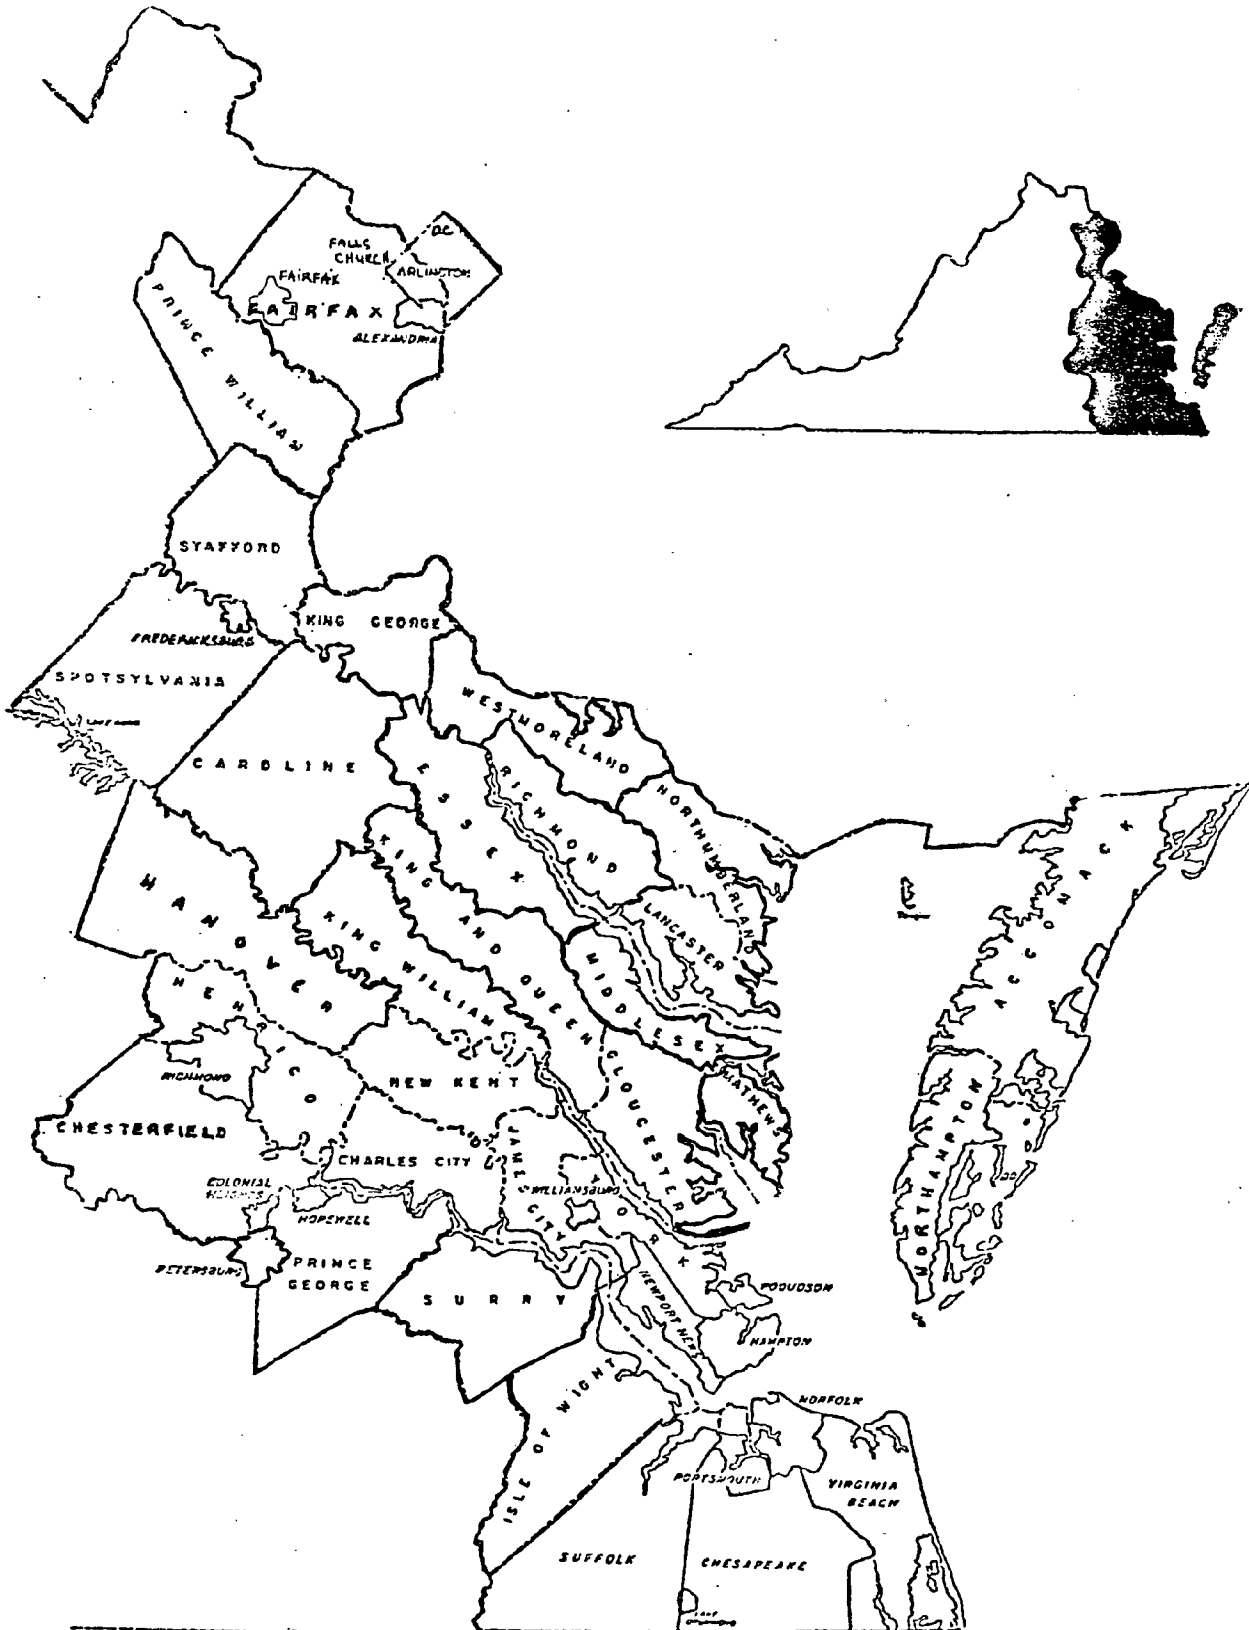 DC
FALLS
CHURCH
ARLINGTON
FAIRFAX
FAIRFAX
ALEXANDRIA
PRINCE WILLIAM
STAFFORD
KING GEORGE
FREDERICKSBURG
SPOTSYLVANIA
WESTMORELAND
CAROLINE
ESSEX
RICHMOND
NORTHUMBERLAND
KING AND QUEEN
HANOVER
KING WILLIAM
LANCASTER
ACCOMACK
MIDDLESEX
HENRICO
RICHMOND
NEW KENT
GLOUCESTER
MATHEWS
CHESTERFIELD
CHARLES CITY
JAMES
CITY
WILLIAMSBURG
YORK
NORTHAMPTON
COLONIAL
HEIGHTS
HOPEWELL
PETERSBURG
PRINCE
GEORGE
SURRY
NEWPORT NEWS
POQUOSON
HAMPTON
ISLE OF WIGHT
NORFOLK
PORTSMOUTH
VIRGINIA
BEACH
SUFFOLK
CHESAPEAKE